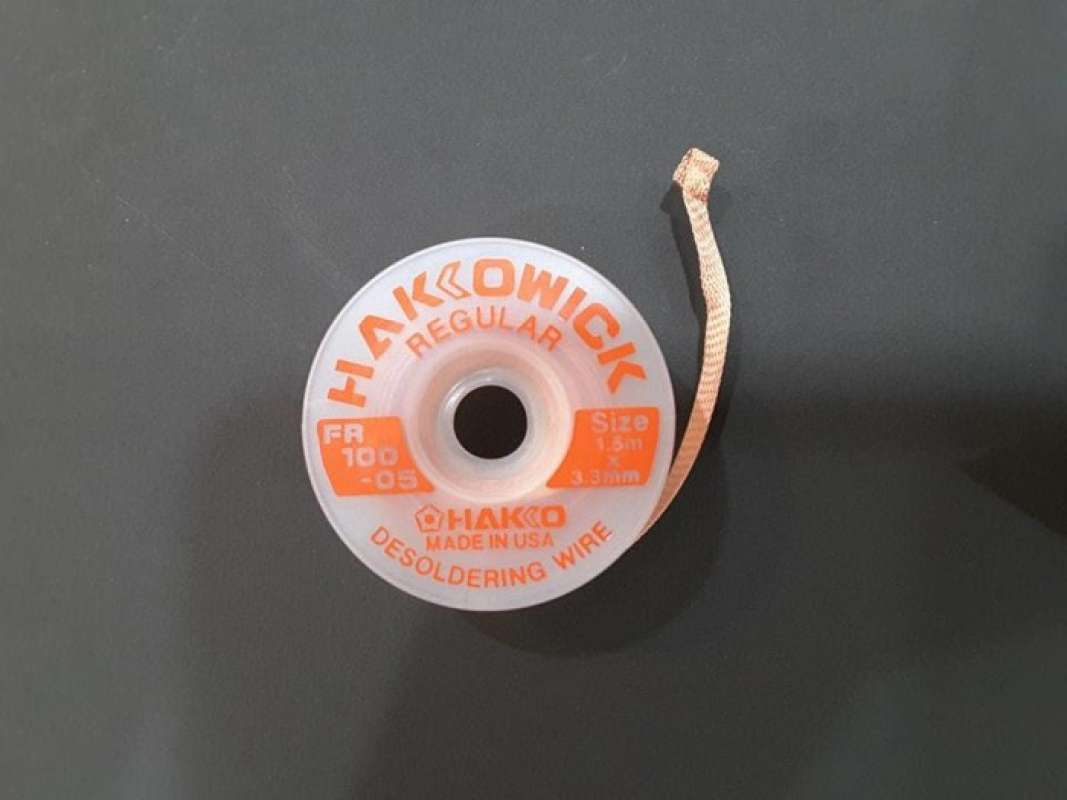 HAKKOWICK
REGULAR
FR
100
-05
Size
1.5m
x
3.3mm
HAKKO
MADE IN USA
DESOLDERING WIRE